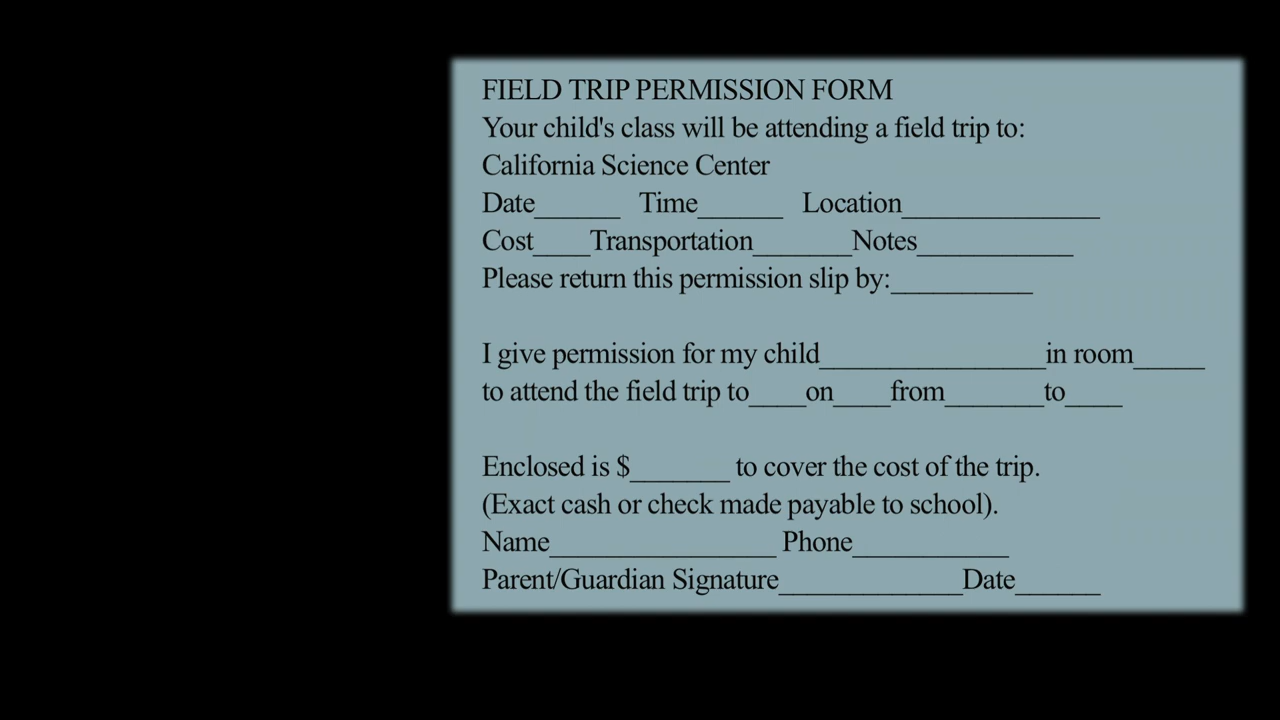 FIELD TRIP PERMISSION FORM
Your child's class will be attending a field trip to:
California Science Center
Date______ Time______ Location______________
Cost____Transportation_______Notes___________
Please return this permission slip by:__________
I give permission for my child________________in room_____
to attend the field trip to____on____from_______to____
Enclosed is $_______ to cover the cost of the trip.
(Exact cash or check made payable to school).
Name________________ Phone___________
Parent/Guardian Signature_____________Date______